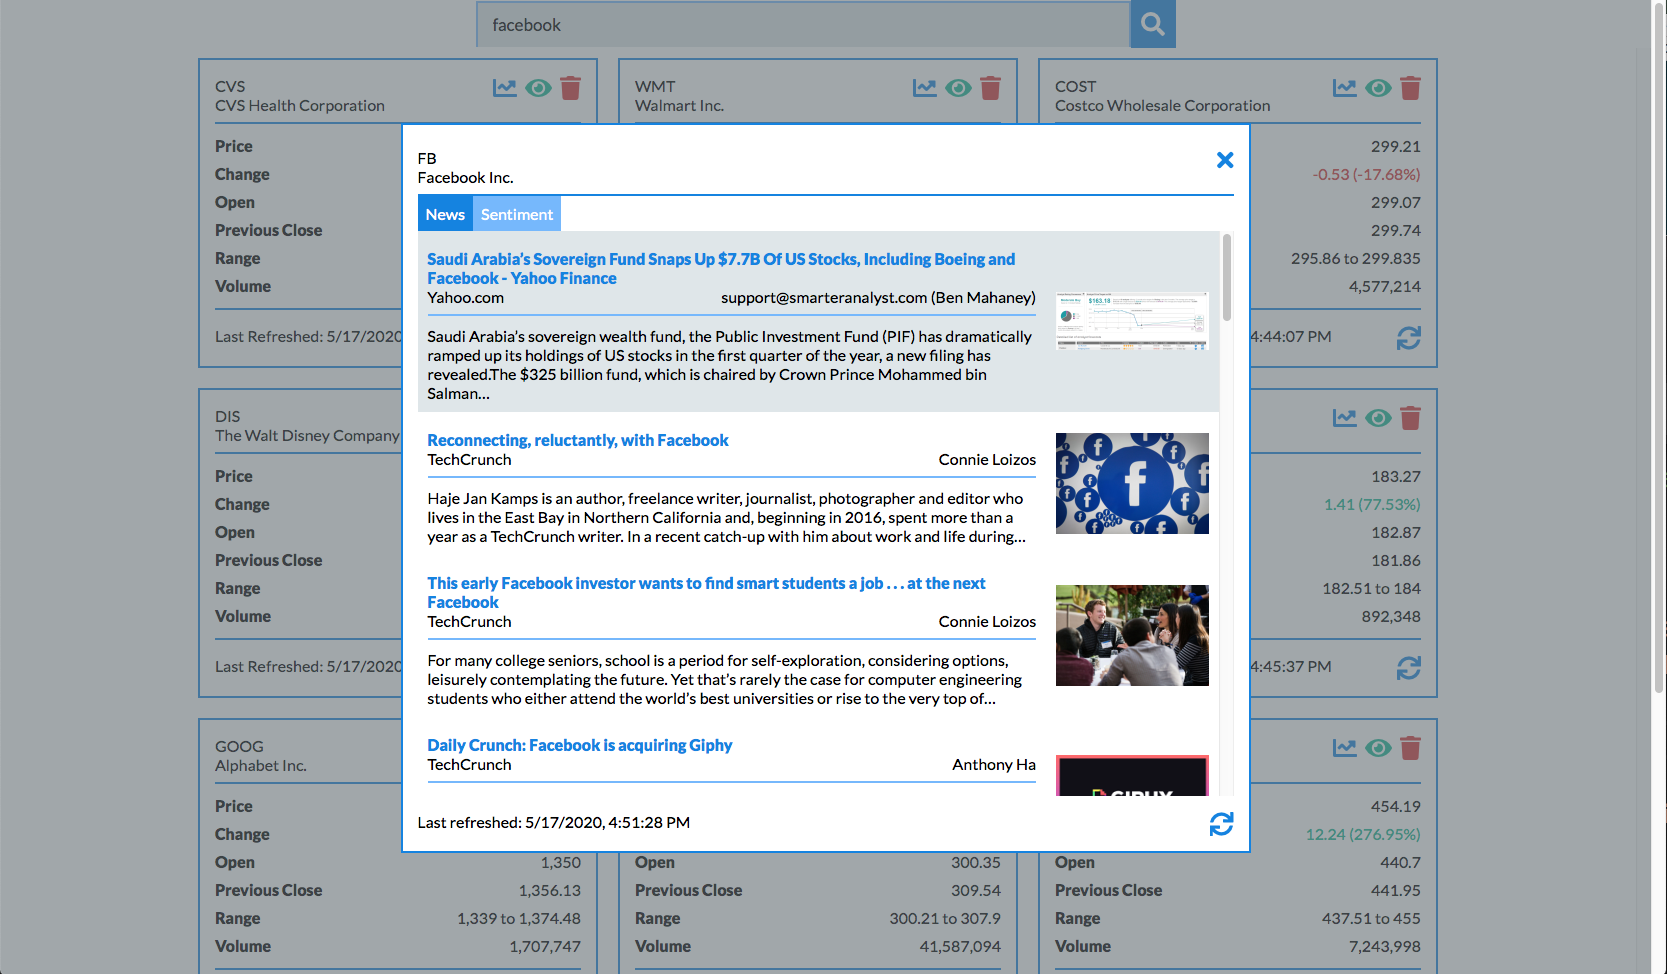 facebook
CVS
CVS Health Corporation
WMT
Walmart Inc.
COST
Costco Wholesale Corporation
Price
Change
Open
Previous Close
Range
Volume
Last Refreshed: 5/17/2020
299.21
-0.53 (-17.68%)
299.07
299.74
295.86 to 299.835
4,577,214
4:44:07 PM
FB
Facebook Inc.
News Sentiment
Saudi Arabia’s Sovereign Fund Snaps Up $7.7B Of US Stocks, Including Boeing and
Facebook - Yahoo Finance
Yahoo.com support@smarteranalyst.com (Ben Mahaney)
Saudi Arabia’s sovereign wealth fund, the Public Investment Fund (PIF) has dramatically
ramped up its holdings of US stocks in the first quarter of the year, a new filing has
revealed.The $325 billion fund, which is chaired by Crown Prince Mohammed bin
Salman...
$163.18
Reconnecting, reluctantly, with Facebook
TechCrunch Connie Loizos
Haje Jan Kamps is an author, freelance writer, journalist, photographer and editor who
lives in the East Bay in Northern California and, beginning in 2016, spent more than a
year as a TechCrunch writer. In a recent catch-up with him about work and life during...
This early Facebook investor wants to find smart students a job . . . at the next
Facebook
TechCrunch Connie Loizos
For many college seniors, school is a period for self-exploration, considering options,
leisurely contemplating the future. Yet that’s rarely the case for computer engineering
students who either attend the world’s best universities or rise to the very top of...
Daily Crunch: Facebook is acquiring Giphy
TechCrunch Anthony Ha
GIPHY
Last refreshed: 5/17/2020, 4:51:28 PM
DIS
The Walt Disney Company
Price
Change
Open
Previous Close
Range
Volume
Last Refreshed: 5/17/2020
183.27
1.41 (77.53%)
182.87
181.86
182.51 to 184
892,348
4:45:37 PM
GOOG
Alphabet Inc.
Price
Change
Open 1,350
Previous Close 1,356.13
Range 1,339 to 1,374.48
Volume 1,707,747
Open 300.35
Previous Close 309.54
Range 300.21 to 307.9
Volume 41,587,094
454.19
12.24 (276.95%)
Open 440.7
Previous Close 441.95
Range 437.51 to 455
Volume 7,243,998